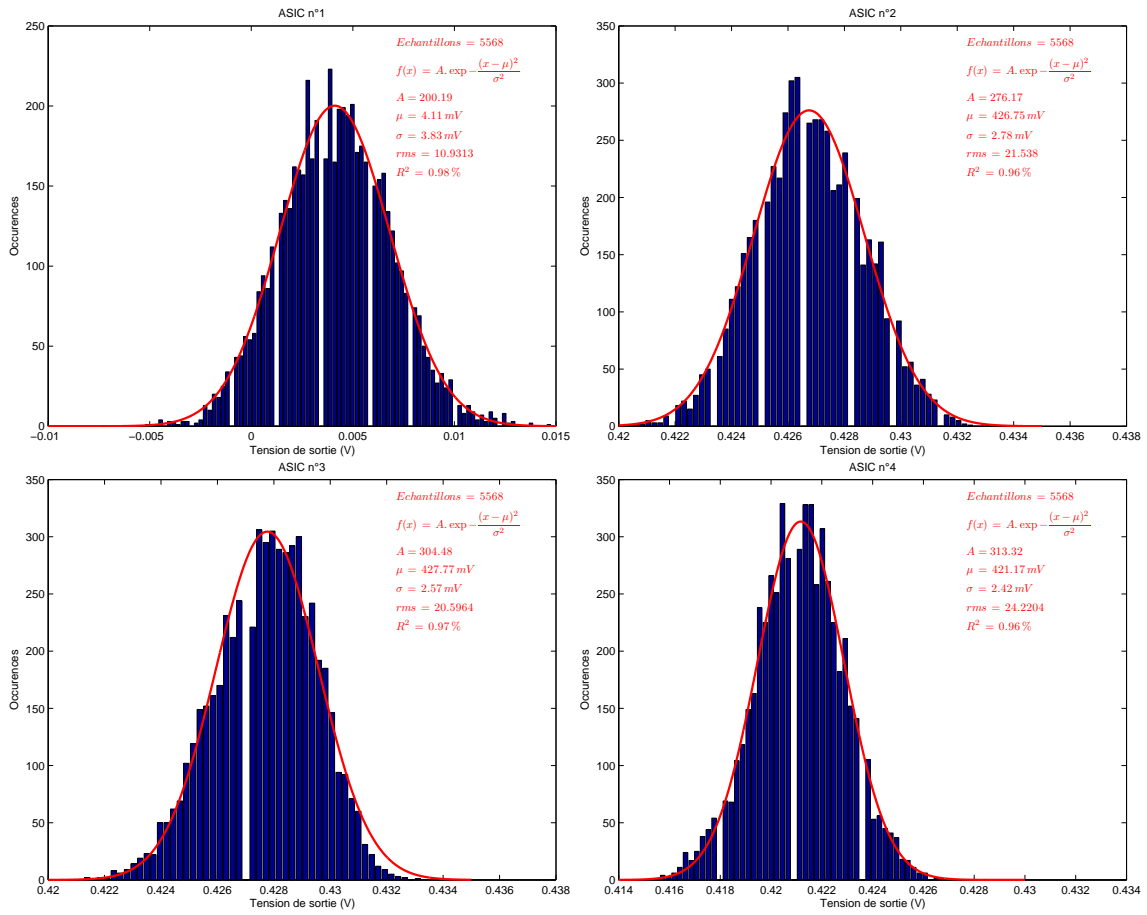 ASIC n°1
250
200
150
100
50
0
Occurences
−0.01
−0.005
0
0.005
0.01
0.015
Tension de sortie (V)
Echantillons = 5568
f(x) = A. exp −(x−μ)²/σ²
A = 200.19
μ = 4.11 mV
σ = 3.83 mV
rms = 10.9313
R² = 0.98 %
ASIC n°2
350
300
250
200
150
100
50
0
Occurences
0.42
0.422
0.424
0.426
0.428
0.43
0.432
0.434
0.436
0.438
Tension de sortie (V)
Echantillons = 5568
f(x) = A. exp −(x−μ)²/σ²
A = 276.17
μ = 426.75 mV
σ = 2.78 mV
rms = 21.538
R² = 0.96 %
ASIC n°3
350
300
250
200
150
100
50
0
Occurences
0.42
0.422
0.424
0.426
0.428
0.43
0.432
0.434
0.436
0.438
Tension de sortie (V)
Echantillons = 5568
f(x) = A. exp −(x−μ)²/σ²
A = 304.48
μ = 427.77 mV
σ = 2.57 mV
rms = 20.5964
R² = 0.97 %
ASIC n°4
350
300
250
200
150
100
50
0
Occurences
0.414
0.416
0.418
0.42
0.422
0.424
0.426
0.428
0.43
0.432
0.434
Tension de sortie (V)
Echantillons = 5568
f(x) = A. exp −(x−μ)²/σ²
A = 313.32
μ = 421.17 mV
σ = 2.42 mV
rms = 24.2204
R² = 0.96 %